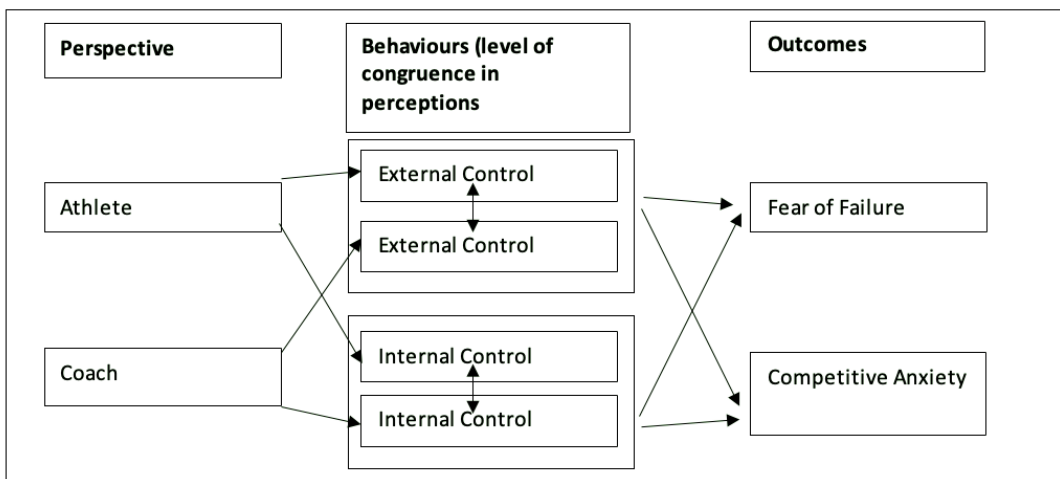 Perspective
Behaviours (level of
congruence in
perceptions
Outcomes
Athlete
External Control
External Control
Fear of Failure
Coach
Internal Control
Internal Control
Competitive Anxiety